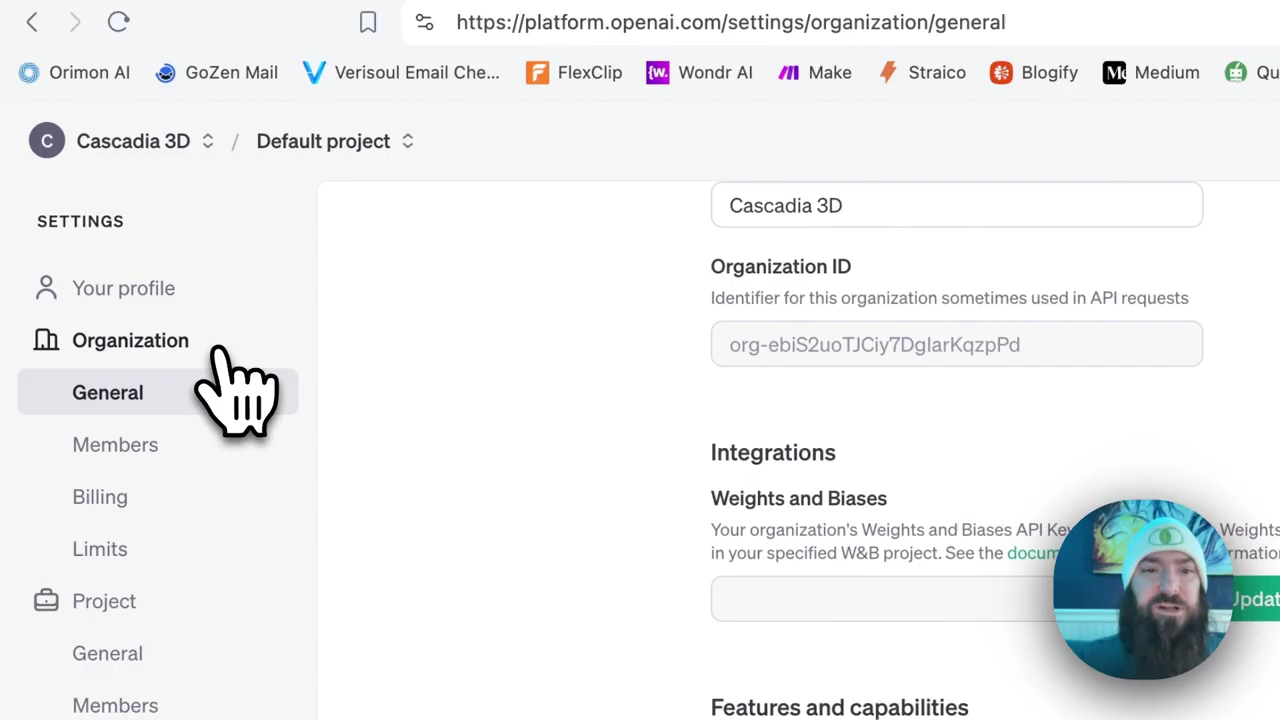 https://platform.openai.com/settings/organization/general
Orimon AI GoZen Mail Verisoul Email Che... FlexClip Wondr AI Make Straico Blogify Medium Qu
C Cascadia 3D / Default project
SETTINGS
Your profile
Organization
General
Members
Billing
Limits
Project
General
Members
Cascadia 3D
Organization ID
Identifier for this organization sometimes used in API requests
org-ebiS2uoTJCiy7DglarKqzpPd
Integrations
Weights and Biases
Your organization's Weights and Biases API Key Weights
in your specified W&B project. See the docum rmation
Updat
Features and capabilities